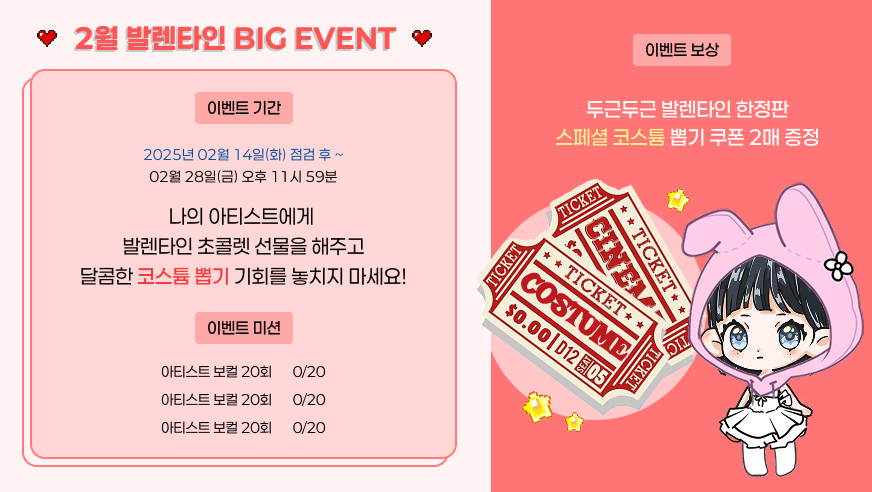 2월 발렌타인 BIG EVENT
이벤트 기간
2025년 02월 14일(화) 점검 후 ~
02월 28일(금) 오후 11시 59분
나의 아티스트에게
발렌타인 초콜렛 선물을 해주고
달콤한 코스튬 뽑기 기회를 놓치지 마세요!
이벤트 미션
아티스트 보컬 20회 0/20
아티스트 보컬 20회 0/20
아티스트 보컬 20회 0/20
이벤트 보상
두근두근 발렌타인 한정판
스페셜 코스튬 뽑기 쿠폰 2매 증정
TICKET
CINEM
TICKET
TIC
TICKET
TICKET
COSTUME
$0.00 D12 05
TICKET